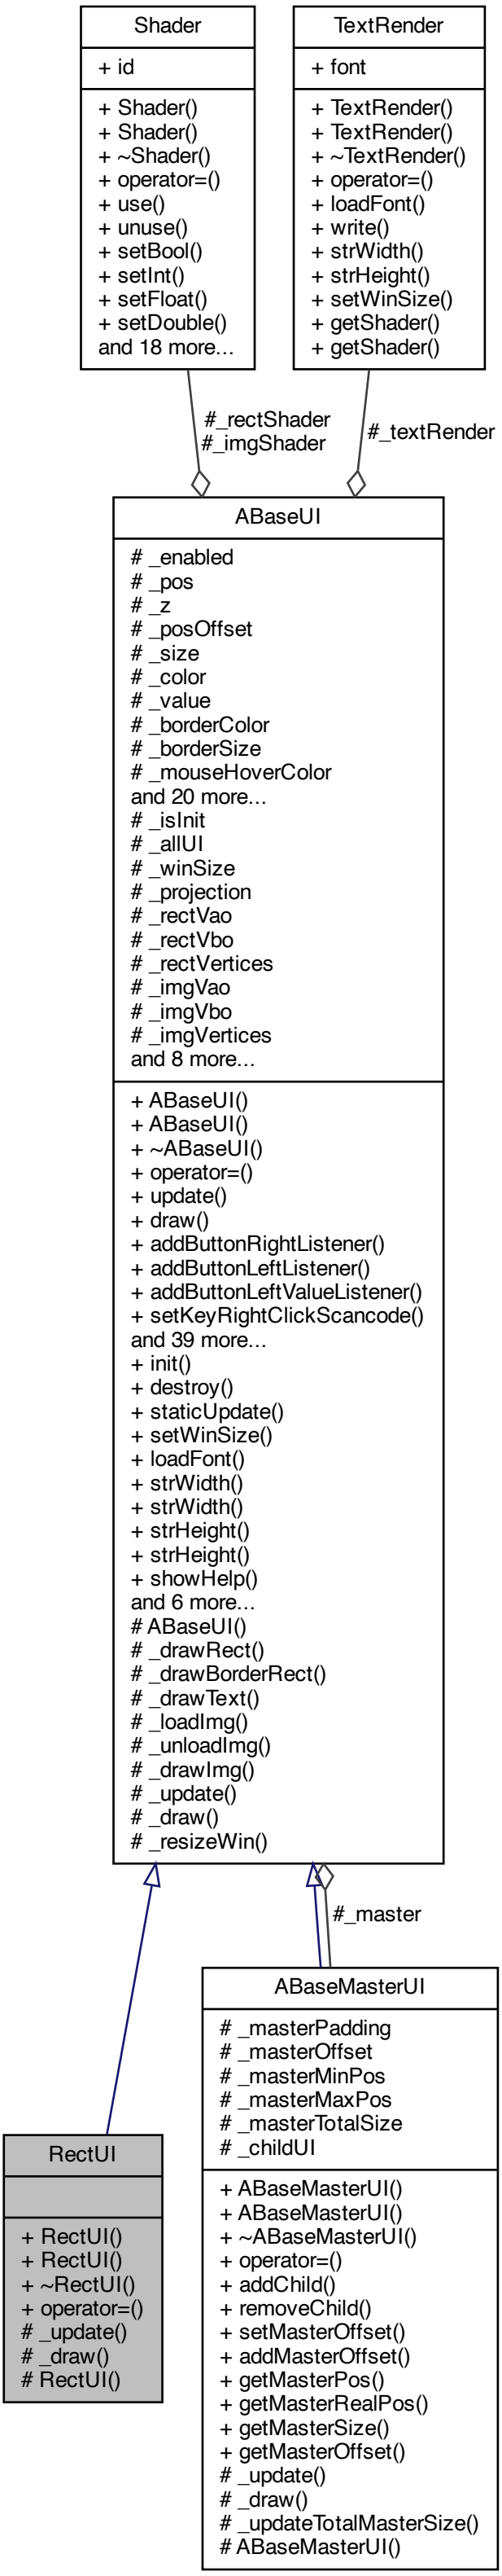 Shader
+ id
+ Shader()
+ Shader()
+ ~Shader()
+ operator=()
+ use()
+ unuse()
+ setBool()
+ setInt()
+ setFloat()
+ setDouble()
and 18 more...
TextRender
+ font
+ TextRender()
+ TextRender()
+ ~TextRender()
+ operator=()
+ loadFont()
+ write()
+ strWidth()
+ strHeight()
+ setWinSize()
+ getShader()
+ getShader()
#_rectShader
#_imgShader
#_textRender
ABaseUI
# _enabled
# _pos
# _z
# _posOffset
# _size
# _color
# _value
# _borderColor
# _borderSize
# _mouseHoverColor
and 20 more...
# _isInit
# _allUI
# _winSize
# _projection
# _rectVao
# _rectVbo
# _rectVertices
# _imgVao
# _imgVbo
# _imgVertices
and 8 more...
+ ABaseUI()
+ ABaseUI()
+ ~ABaseUI()
+ operator=()
+ update()
+ draw()
+ addButtonRightListener()
+ addButtonLeftListener()
+ addButtonLeftValueListener()
+ setKeyRightClickScancode()
and 39 more...
+ init()
+ destroy()
+ staticUpdate()
+ setWinSize()
+ loadFont()
+ strWidth()
+ strWidth()
+ strHeight()
+ strHeight()
+ showHelp()
and 6 more...
# ABaseUI()
# _drawRect()
# _drawBorderRect()
# _drawText()
# _loadImg()
# _unloadImg()
# _drawImg()
# _update()
# _draw()
# _resizeWin()
#_master
ABaseMasterUI
# _masterPadding
# _masterOffset
# _masterMinPos
# _masterMaxPos
# _masterTotalSize
# _childUI
+ ABaseMasterUI()
+ ABaseMasterUI()
+ ~ABaseMasterUI()
+ operator=()
+ addChild()
+ removeChild()
+ setMasterOffset()
+ addMasterOffset()
+ getMasterPos()
+ getMasterRealPos()
+ getMasterSize()
+ getMasterOffset()
# _update()
# _draw()
# _updateTotalMasterSize()
# ABaseMasterUI()
RectUI
+ RectUI()
+ RectUI()
+ ~RectUI()
+ operator=()
# _update()
# _draw()
# RectUI()